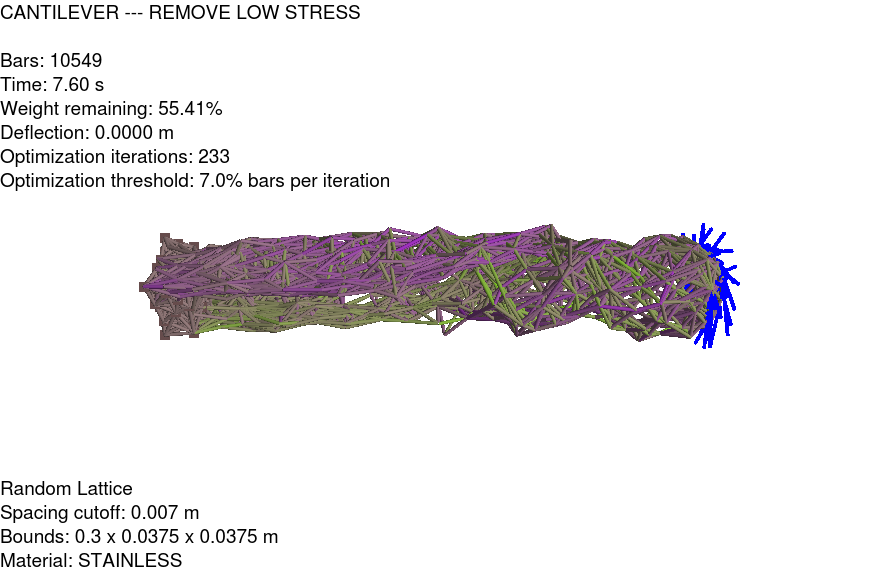 CANTILEVER --- REMOVE LOW STRESS
Bars: 10549
Time: 7.60 s
Weight remaining: 55.41%
Deflection: 0.0000 m
Optimization iterations: 233
Optimization threshold: 7.0% bars per iteration
Random Lattice
Spacing cutoff: 0.007 m
Bounds: 0.3 x 0.0375 x 0.0375 m
Material: STAINLESS